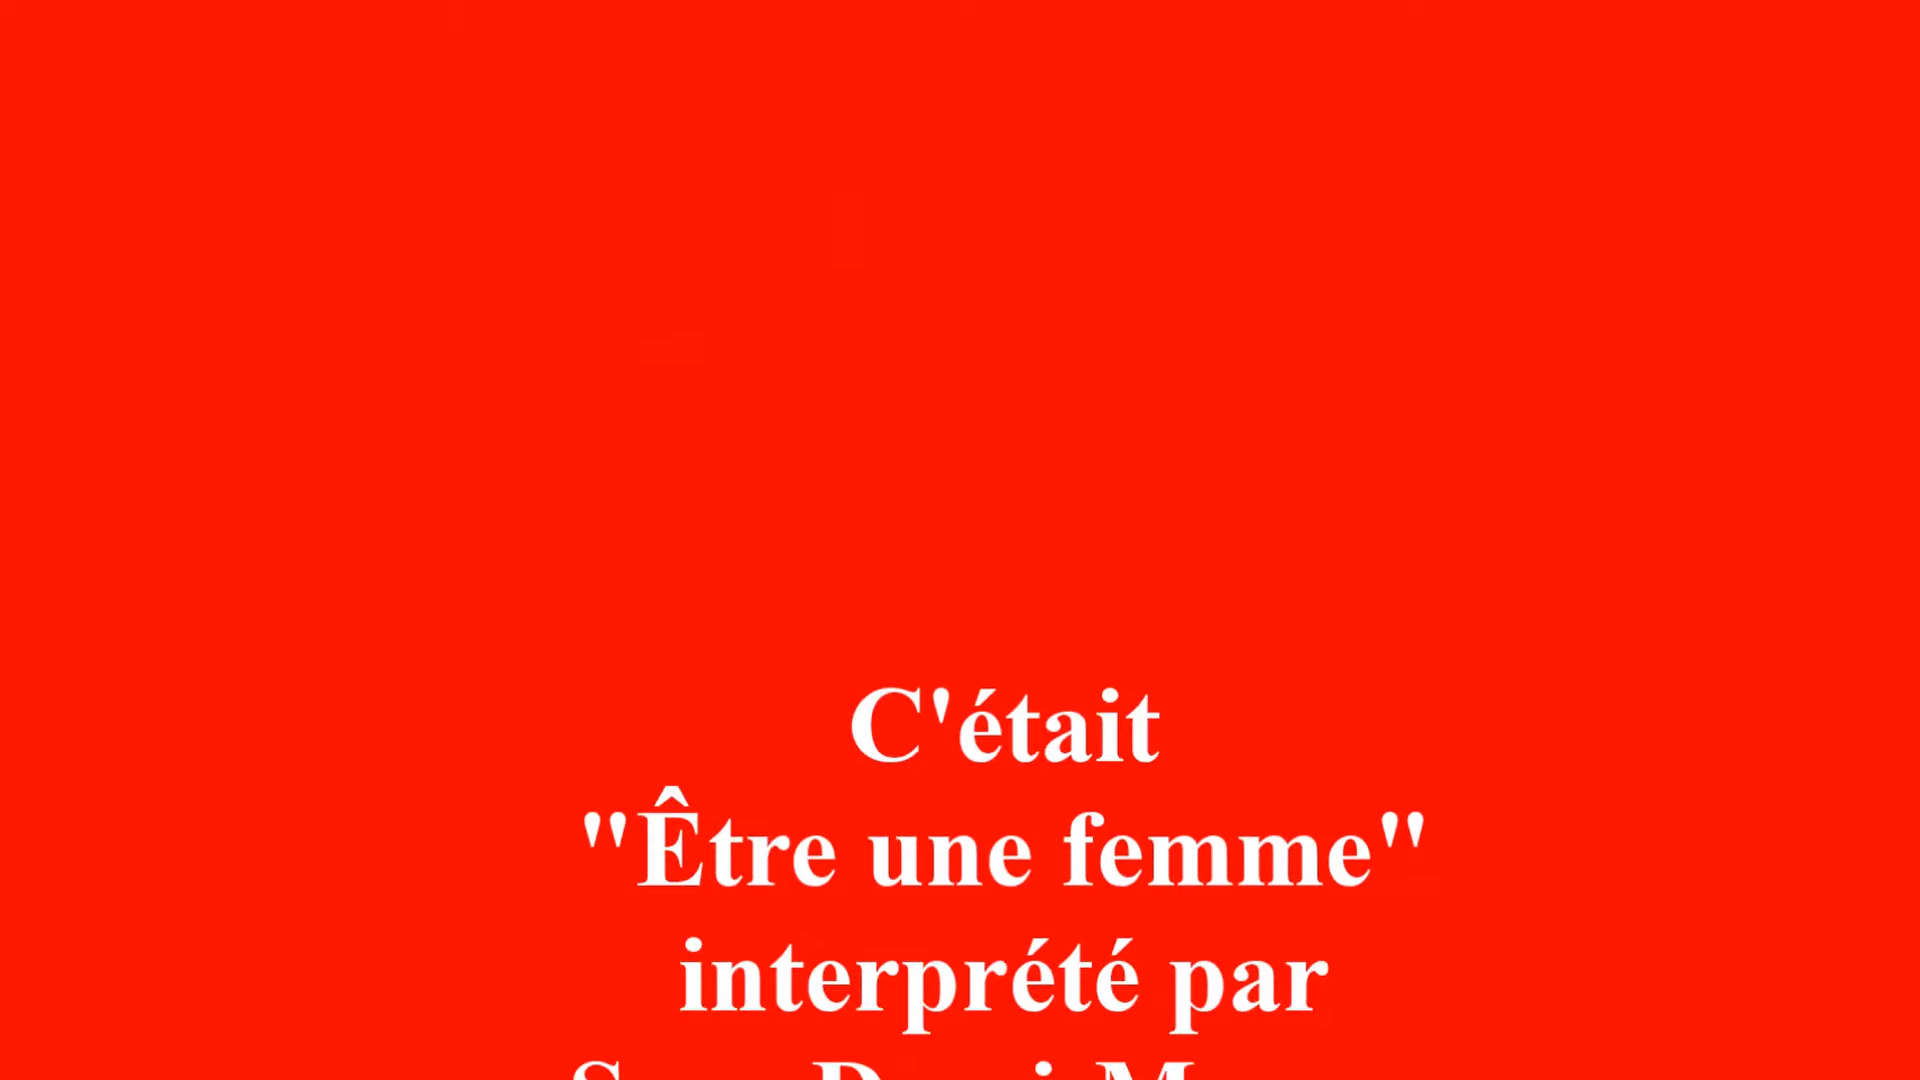 C'était
"Être une femme"
interprété par